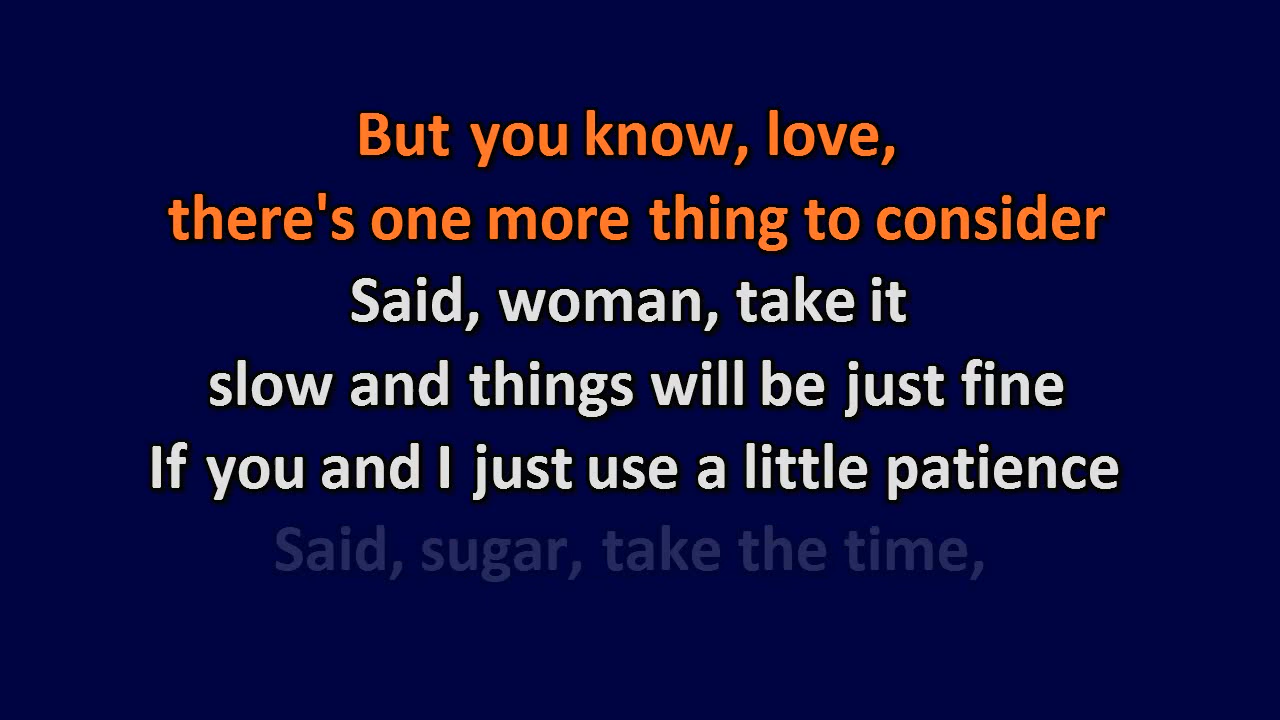 But you know, love,
there's one more thing to consider
Said, woman, take it
slow and things will be just fine
If you and I just use a little patience
Said, sugar, take the time,